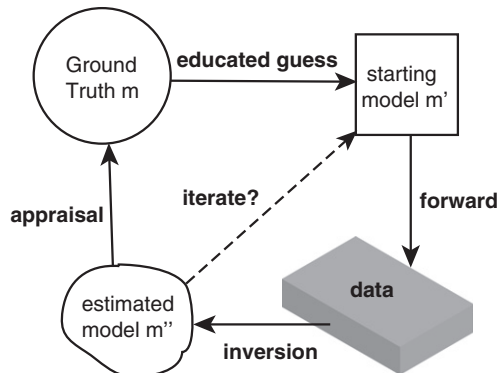 Ground
Truth m
educated guess
starting
model m'
appraisal
iterate?
forward
estimated
model m''
data
inversion